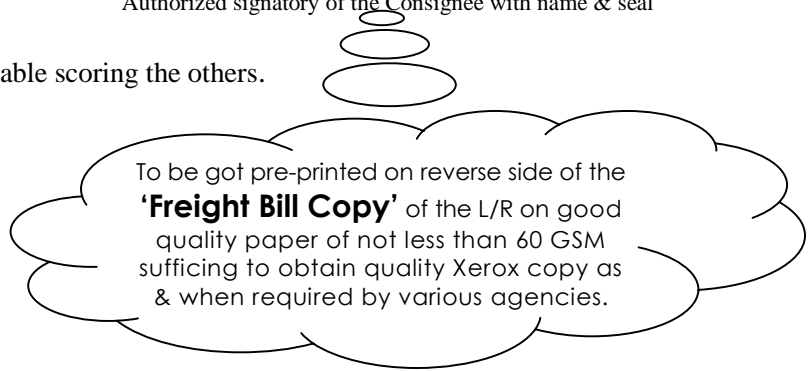 Authorized signatory of the Consignee with name & seal
able scoring the others.
To be got pre-printed on reverse side of the
‘Freight Bill Copy’ of the L/R on good
quality paper of not less than 60 GSM
sufficing to obtain quality Xerox copy as
& when required by various agencies.